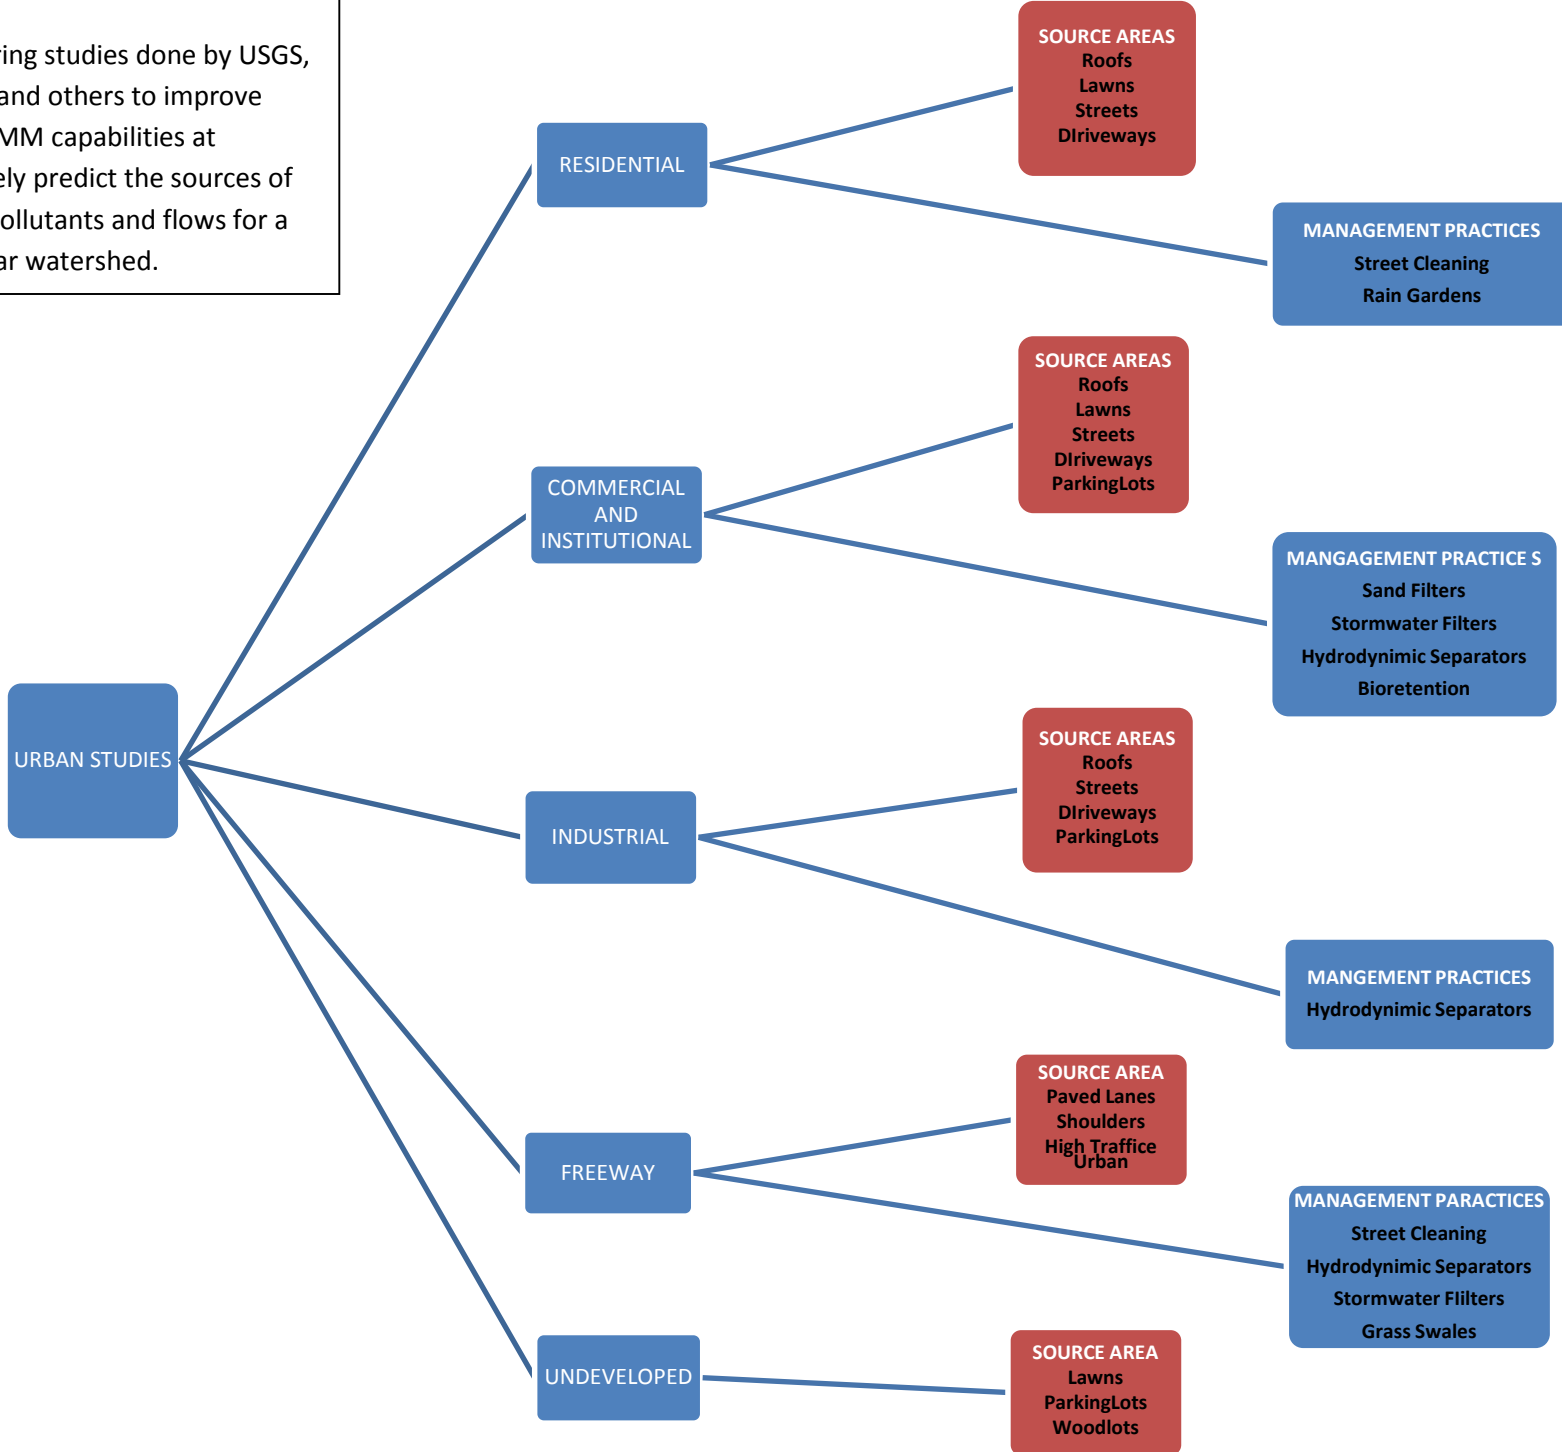 ring studies done by USGS,
and others to improve
MM capabilities at
ely predict the sources of
ollutants and flows for a
ar watershed.
URBAN STUDIES
RESIDENTIAL
SOURCE AREAS
Roofs
Lawns
Streets
DIriveways
MANAGEMENT PRACTICES
Street Cleaning
Rain Gardens
COMMERCIAL
AND
INSTITUTIONAL
SOURCE AREAS
Roofs
Lawns
Streets
DIriveways
ParkingLots
MANGAGEMENT PRACTICE S
Sand Filters
Stormwater Filters
Hydrodynimic Separators
Bioretention
INDUSTRIAL
SOURCE AREAS
Roofs
Streets
DIriveways
ParkingLots
MANGEMENT PRACTICES
Hydrodynimic Separators
FREEWAY
SOURCE AREA
Paved Lanes
Shoulders
High Traffice
Urban
MANAGEMENT PARACTICES
Street Cleaning
Hydrodynimic Separators
Stormwater FIilters
Grass Swales
UNDEVELOPED
SOURCE AREA
Lawns
ParkingLots
Woodlots